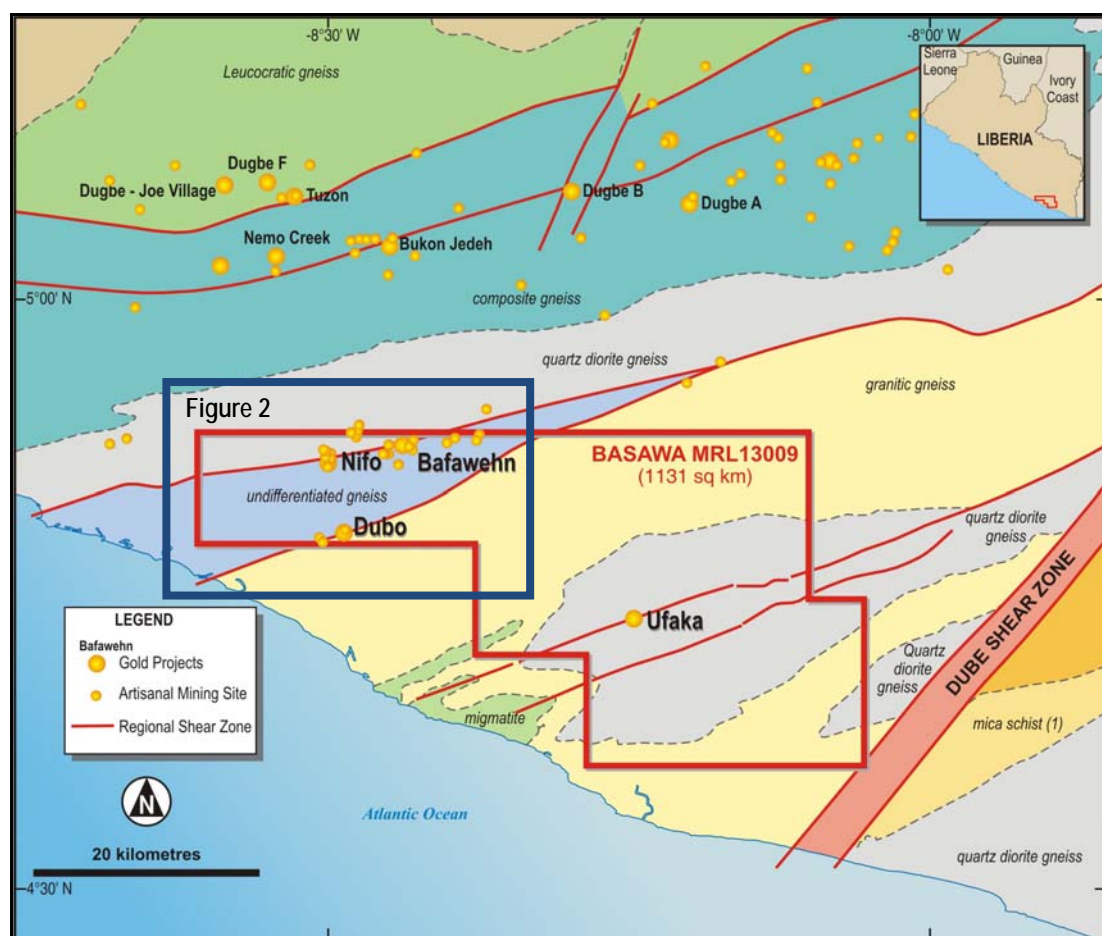 -8°30' W
-8°00' W
Leucocratic gneiss
Sierra
Leone
Guinea
Ivory
Coast
LIBERIA
Dugbe F
Dugbe - Joe Village
Tuzon
Dugbe B
Dugbe A
Nemo Creek
Bukon Jedeh
5°00' N
composite gneiss
quartz diorite gneiss
granitic gneiss
Figure 2
BASAWA MRL13009
(1131 sq km)
Nifo
Bafawehn
undifferentiated gneiss
Dubo
quartz diorite
gneiss
DUBE SHEAR ZONE
LEGEND
Bafawehn
Gold Projects
Artisanal Mining Site
Regional Shear Zone
Ufaka
Quartz
diorite
gneiss
migmatite
mica schist (1)
N
Atlantic Ocean
20 kilometres
quartz diorite gneiss
4°30' N